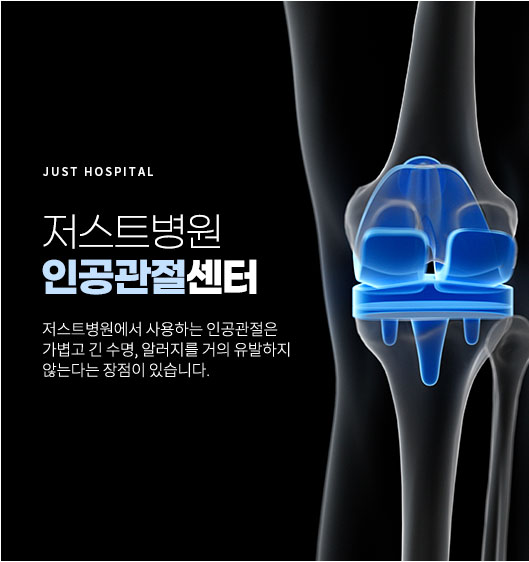 JUST HOSPITAL
저스트병원
인공관절센터
저스트병원에서 사용하는 인공관절은
가볍고 긴 수명, 알러지를 거의 유발하지
않는다는 장점이 있습니다.